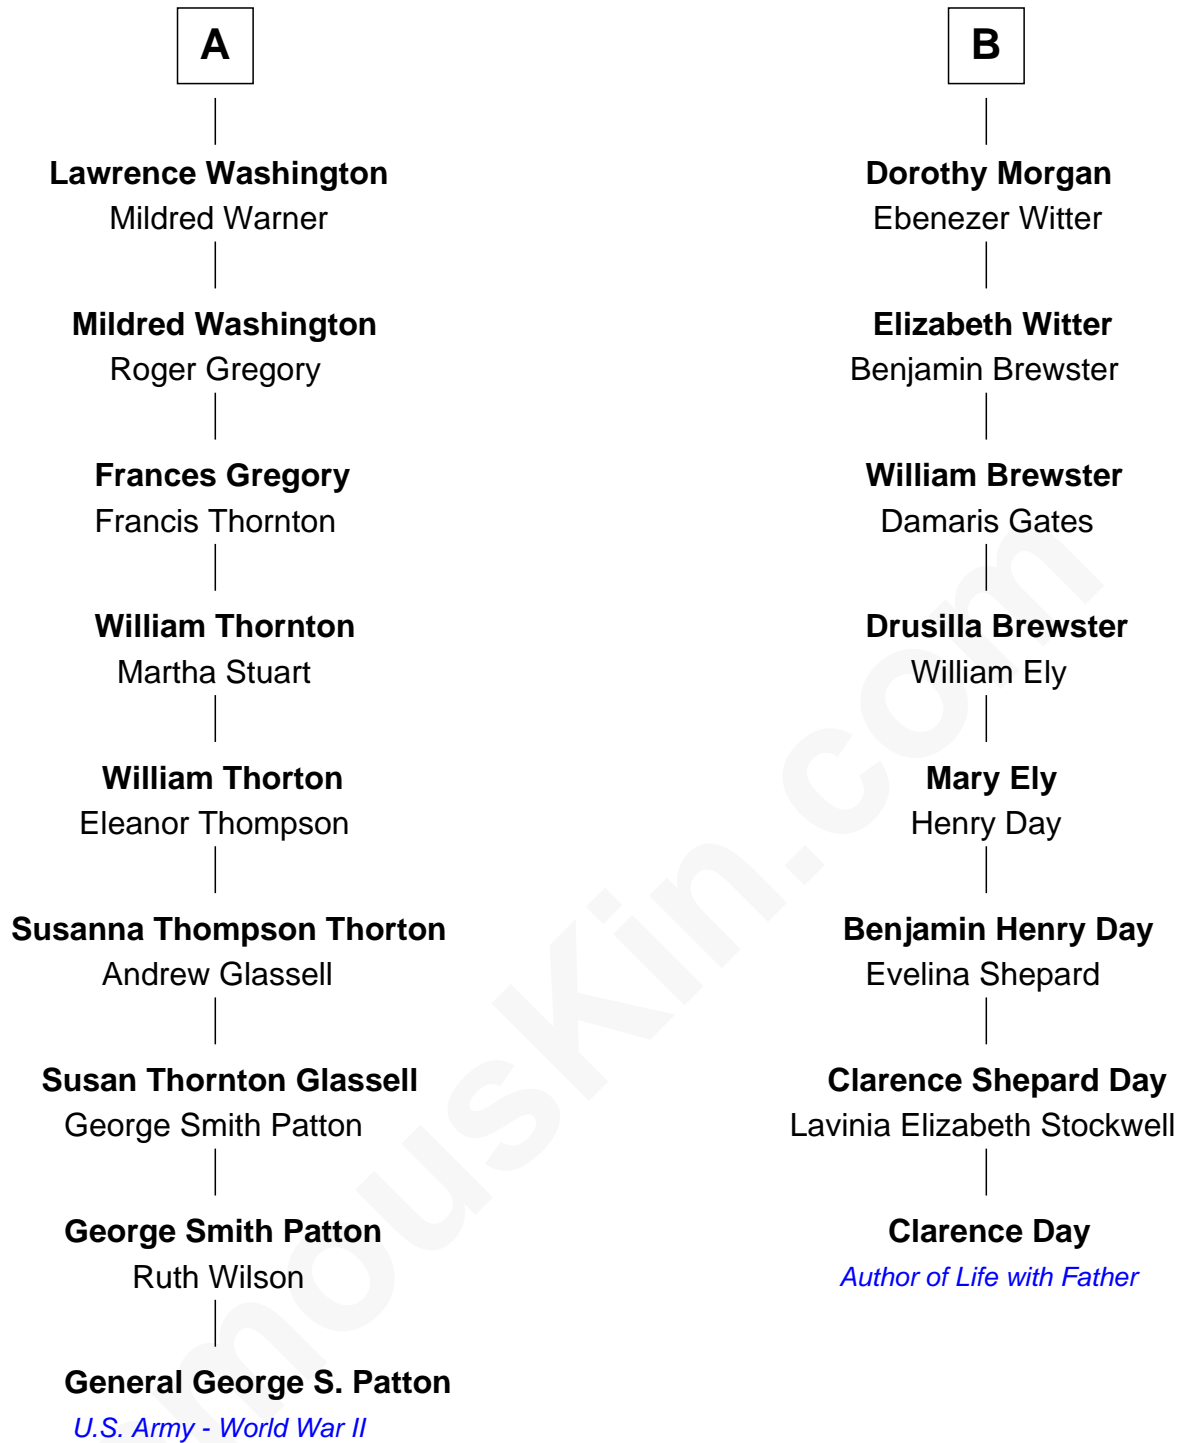 A
Lawrence Washington
Mildred Warner
Mildred Washington
Roger Gregory
Frances Gregory
Francis Thornton
William Thornton
Martha Stuart
William Thorton
Eleanor Thompson
Susanna Thompson Thorton
Andrew Glassell
Susan Thornton Glassell
George Smith Patton
George Smith Patton
Ruth Wilson
General George S. Patton
U.S. Army - World War II
B
Dorothy Morgan
Ebenezer Witter
Elizabeth Witter
Benjamin Brewster
William Brewster
Damaris Gates
Drusilla Brewster
William Ely
Mary Ely
Henry Day
Benjamin Henry Day
Evelina Shepard
Clarence Shepard Day
Lavinia Elizabeth Stockwell
Clarence Day
Author of Life with Father
mousKin.com